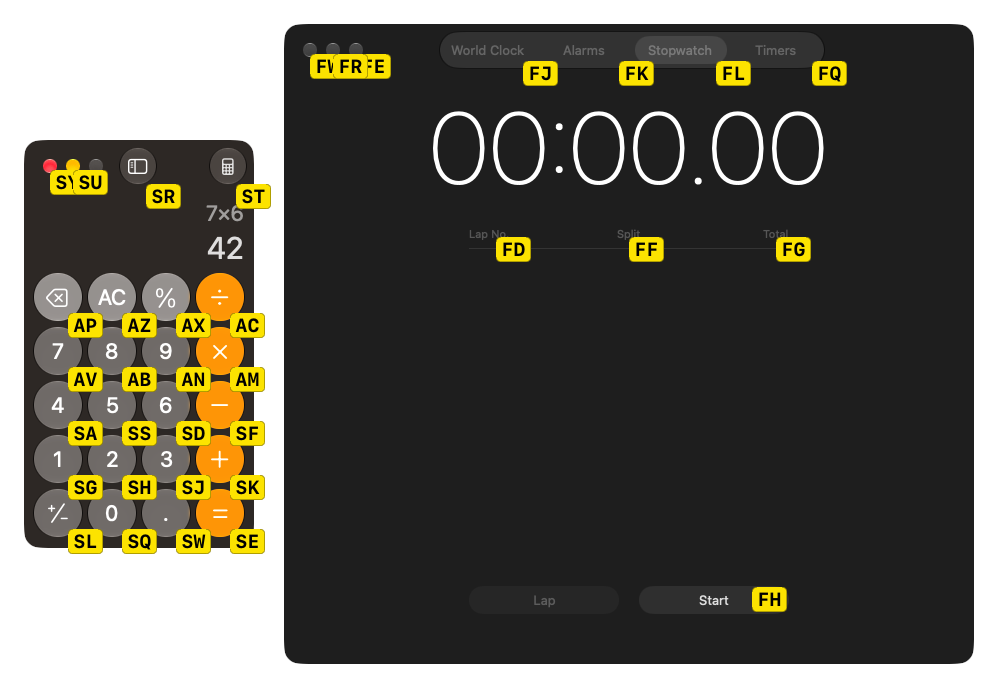 World Clock Alarms Stopwatch Timers
FR FE
FJ FK FL FQ
00:00.00
SU
SR ST
7×6
42
Lap No. Split Total
FD FF FG
AC % ÷
AP AZ AX AC
7 8 9 ×
AV AB AN AM
4 5 6 −
SA SS SD SF
1 2 3 +
SG SH SJ SK
+/− 0 . =
SL SQ SW SE
Lap Start FH